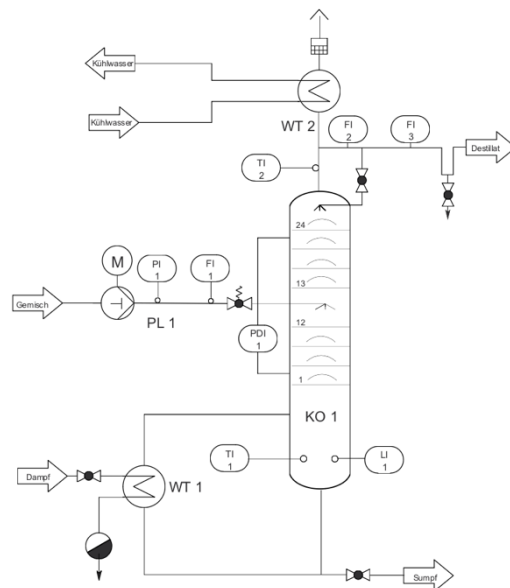 Kühlwasser
Kühlwasser
WT 2
FI
2
FI
3
Destillat
TI
2
24
M
PI
1
FI
1
13
Gemisch
PL 1
12
PDI
1
1
KO 1
TI
1
LI
1
Dampf
WT 1
Sumpf